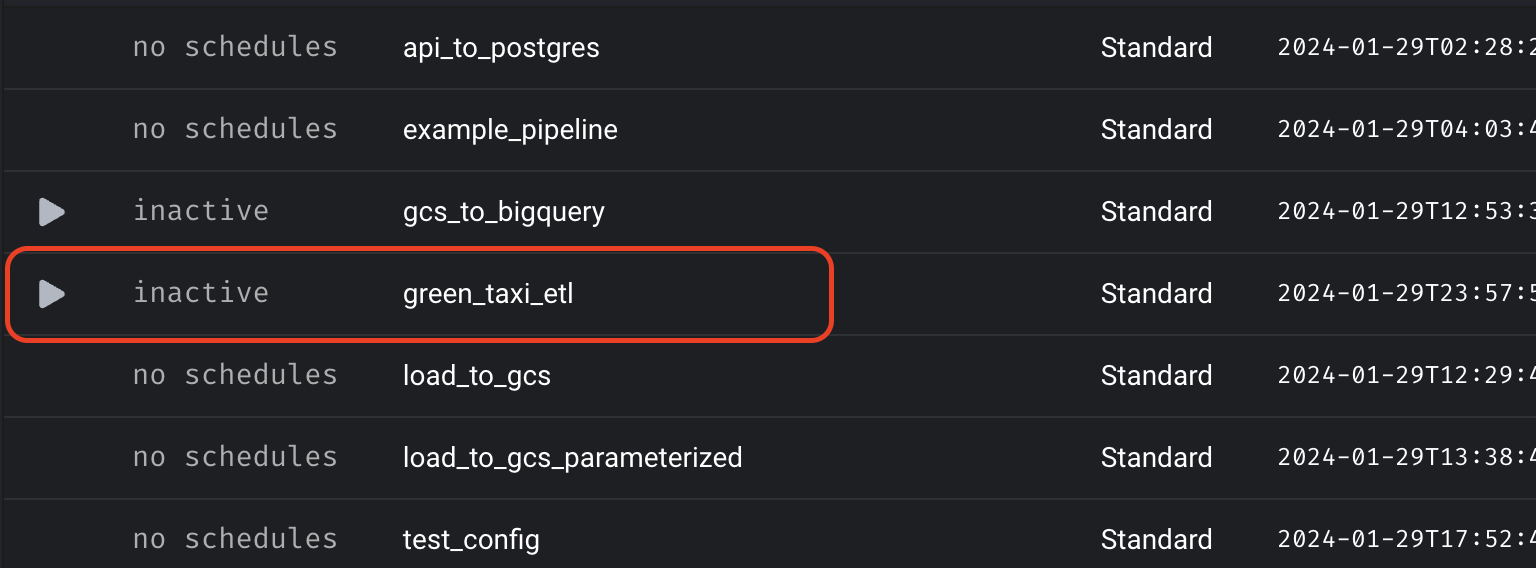 no schedules api_to_postgres Standard 2024-01-29T02:28:2
no schedules example_pipeline Standard 2024-01-29T04:03:4
inactive gcs_to_bigquery Standard 2024-01-29T12:53:3
inactive green_taxi_etl Standard 2024-01-29T23:57:5
no schedules load_to_gcs Standard 2024-01-29T12:29:4
no schedules load_to_gcs_parameterized Standard 2024-01-29T13:38:4
no schedules test_config Standard 2024-01-29T17:52:4